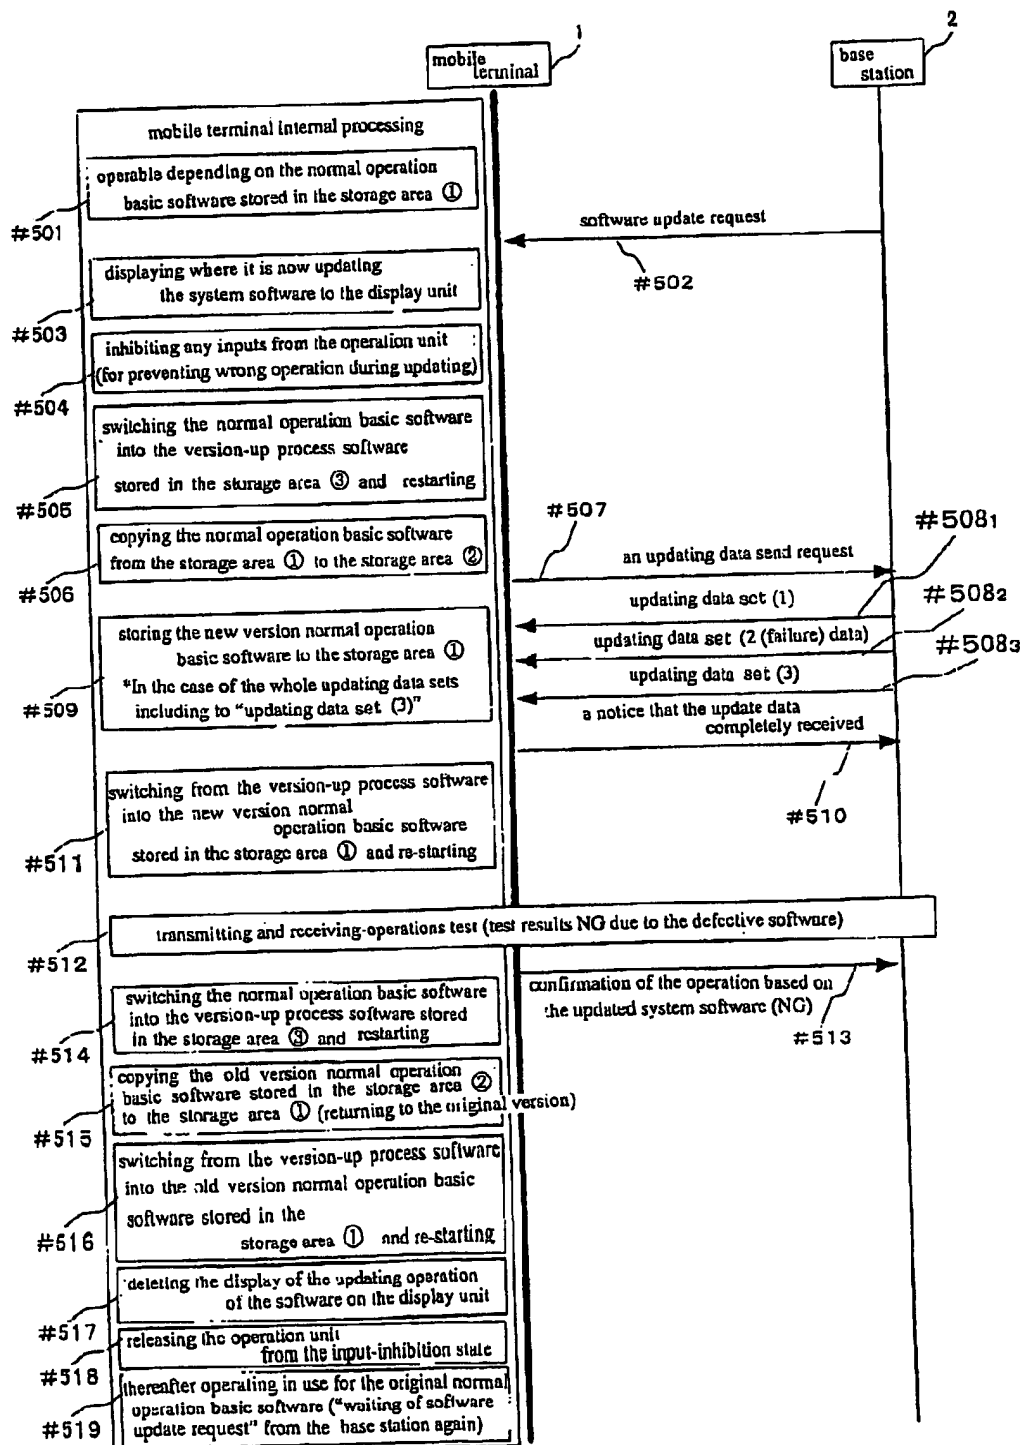 1
2
mobile
terminal
base
station
mobile terminal internal processing
operable depending on the normal operation
basic software stored in the storage area ①
#501
software update request
#502
displaying where it is now updating
the system software to the display unit
#503
inhibiting any inputs from the operation unit
(for preventing wrong operation during updating)
#504
switching the normal operation basic software
into the version-up process software
stored in the storage area ③ and restarting
#505
copying the normal operation basic software
from the storage area ① to the storage area ②
#506
#507
an updating data send request
#5081
updating data set (1)
#5082
updating data set (2 (failure) data)
#5083
updating data set (3)
storing the new version normal operation
basic software to the storage area ①
"In the case of the whole updating data sets
including to "updating data set (3)"
#509
a notice that the update data
completely received
#510
switching from the version-up process software
into the new version normal
operation basic software
stored in the storage area ① and re-starting
#511
transmitting and receiving-operations test (test results NG due to the defective software)
#512
confirmation of the operation based on
the updated system software (NG)
#513
switching the normal operation basic software
into the version-up process software stored
in the storage area ③ and restarting
#514
copying the old version normal operation
basic software stored in the storage area ②
to the storage area ① (returning to the original version)
#515
switching from the version-up process software
into the old version normal operation basic
software stored in the
storage area ① and re-starting
#516
deleting the display of the updating operation
of the software on the display unit
#517
releasing the operation unit
from the input-inhibition state
#518
thereafter operating in use for the original normal
operation basic software ("waiting of software
update request" from the base station again)
#519